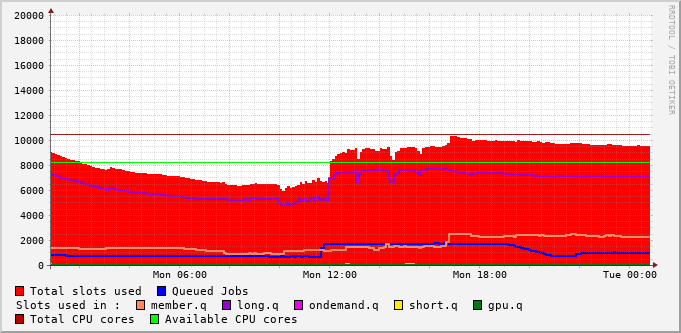 RRDTOOL / TOBI OETIKER
20000
18000
16000
14000
12000
10000
8000
6000
4000
2000
0
Mon 06:00 Mon 12:00 Mon 18:00 Tue 00:00
Total slots used Queued Jobs
Slots used in : member.q long.q ondemand.q short.q gpu.q
Total CPU cores Available CPU cores